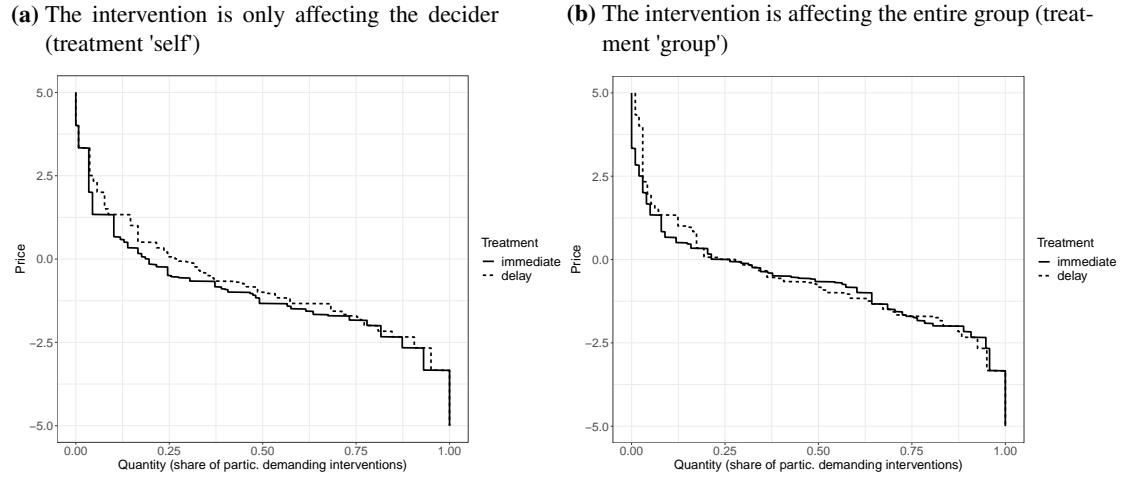 (a) The intervention is only affecting the decider
(treatment 'self')
5.0
2.5
0.0
−2.5
−5.0
Price
0.00
0.25
0.50
0.75
1.00
Quantity (share of partic. demanding interventions)
Treatment
immediate
delay
(b) The intervention is affecting the entire group (treat-
ment 'group')
5.0
2.5
0.0
−2.5
−5.0
Price
0.00
0.25
0.50
0.75
1.00
Quantity (share of partic. demanding interventions)
Treatment
immediate
delay